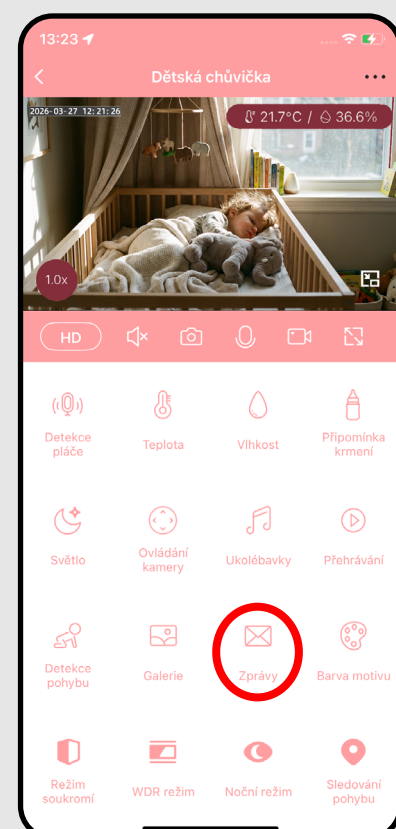 13:23
Dětská chůvička
2026-03-27 12:21:26
21.7°C / 36.6%
1.0x
HD
Detekce pláče
Teplota
Vlhkost
Připomínka krmení
Světlo
Ovládání kamery
Ukolébavky
Přehrávání
Detekce pohybu
Galerie
Zprávy
Barva motivu
Režim soukromí
WDR režim
Noční režim
Sledování pohybu